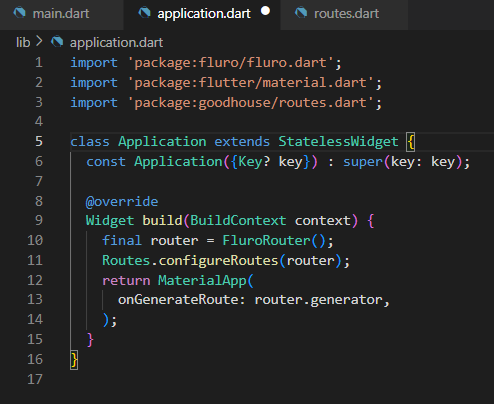 main.dart application.dart routes.dart
lib > application.dart
1 import 'package:fluro/fluro.dart';
2 import 'package:flutter/material.dart';
3 import 'package:goodhouse/routes.dart';
4
5 class Application extends StatelessWidget {
6   const Application({Key? key}) : super(key: key);
7
8   @override
9   Widget build(BuildContext context) {
10     final router = FluroRouter();
11     Routes.configureRoutes(router);
12     return MaterialApp(
13       onGenerateRoute: router.generator,
14     );
15   }
16 }
17